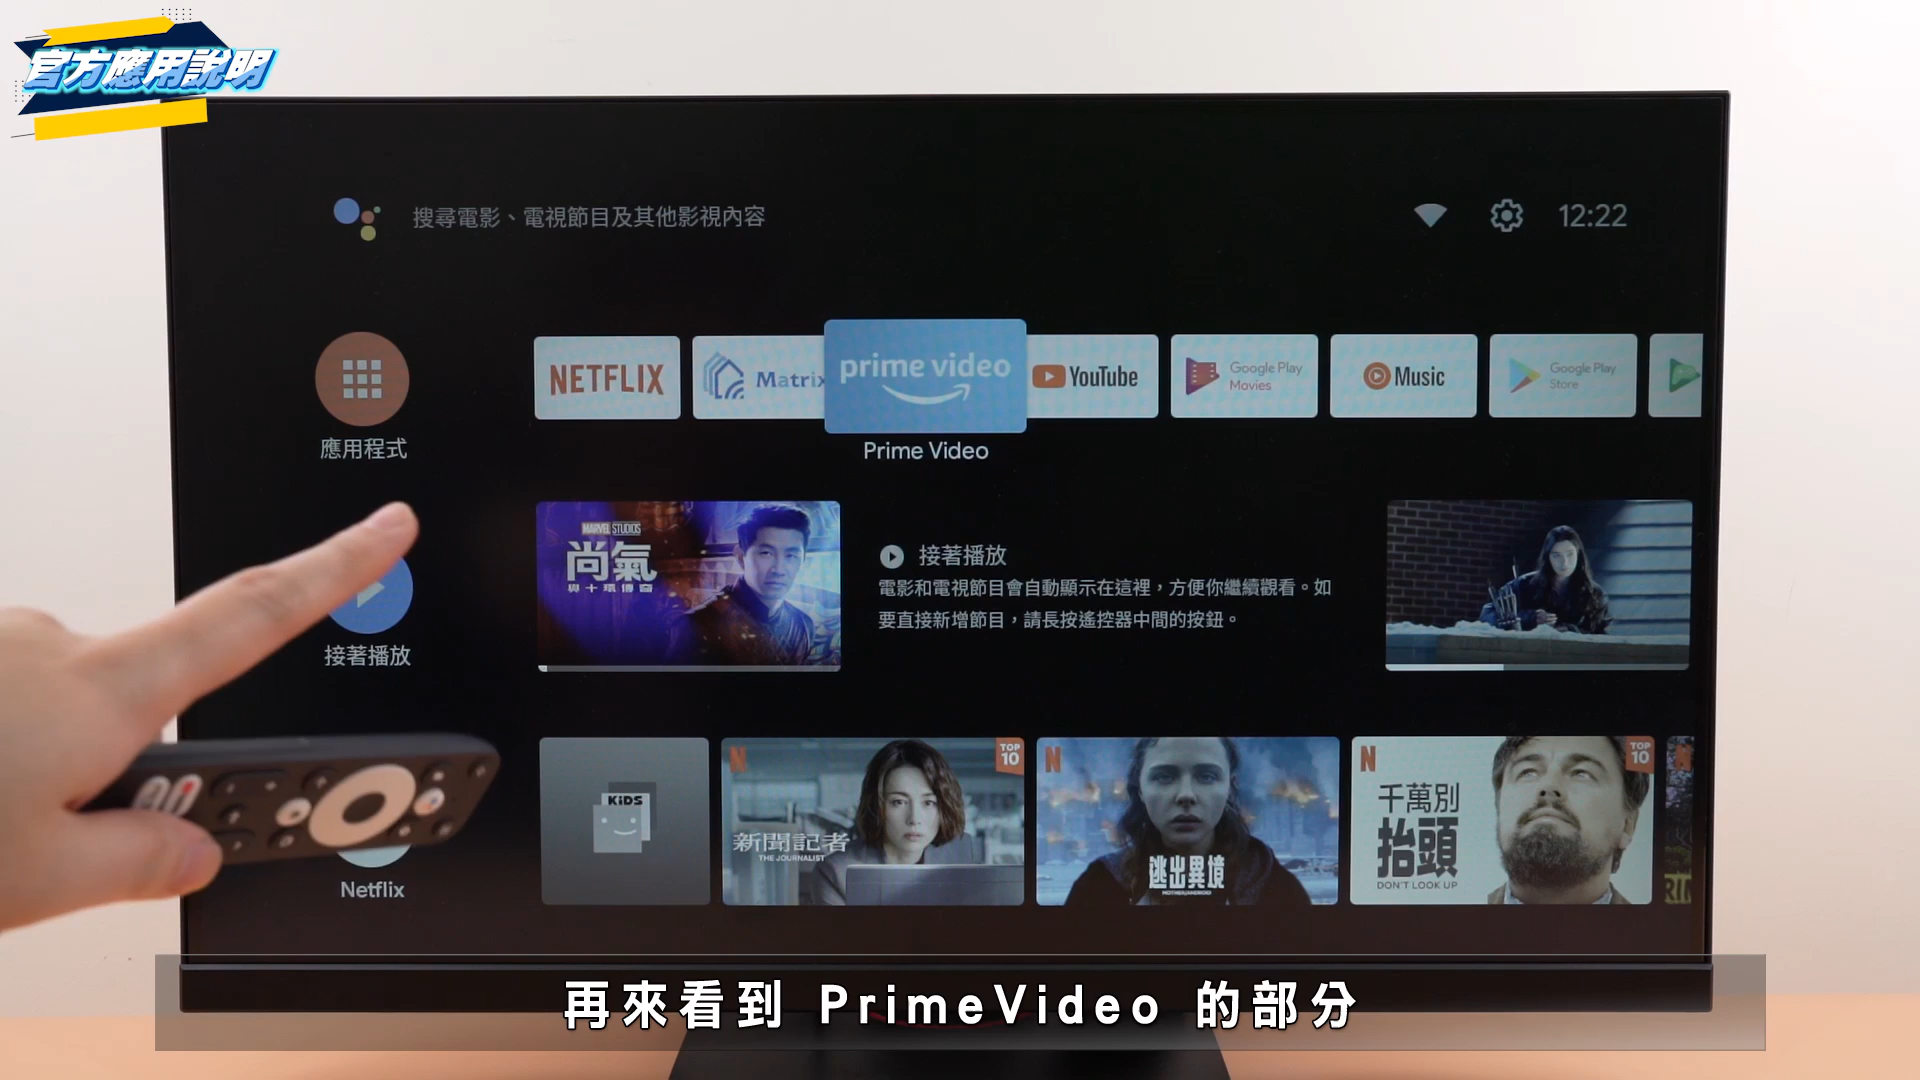 官方應用說明
搜尋電影、電視節目及其他影視內容
12:22
應用程式
NETFLIX
Matrix
prime video
YouTube
Google Play
Movies
Music
Google Play
Store
Prime Video
接著播放
MARVEL STUDIOS
尚氣
與十環傳奇
接著播放
電影和電視節目會自動顯示在這裡，方便你繼續觀看。如
要直接新增節目，請長按遙控器中間的按鈕。
Netflix
KiDS
N
TOP
10
新聞記者
THE JOURNALIST
N
逃出異境
MOTHER/ANDROID
N
TOP
10
千萬別
抬頭
DON'T LOOK UP
再來看到 PrimeVideo 的部分